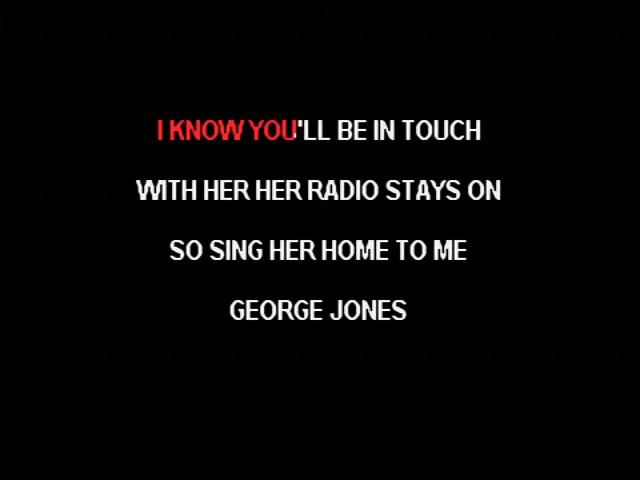 I KNOW YOU'LL BE IN TOUCH
WITH HER HER RADIO STAYS ON
SO SING HER HOME TO ME
GEORGE JONES